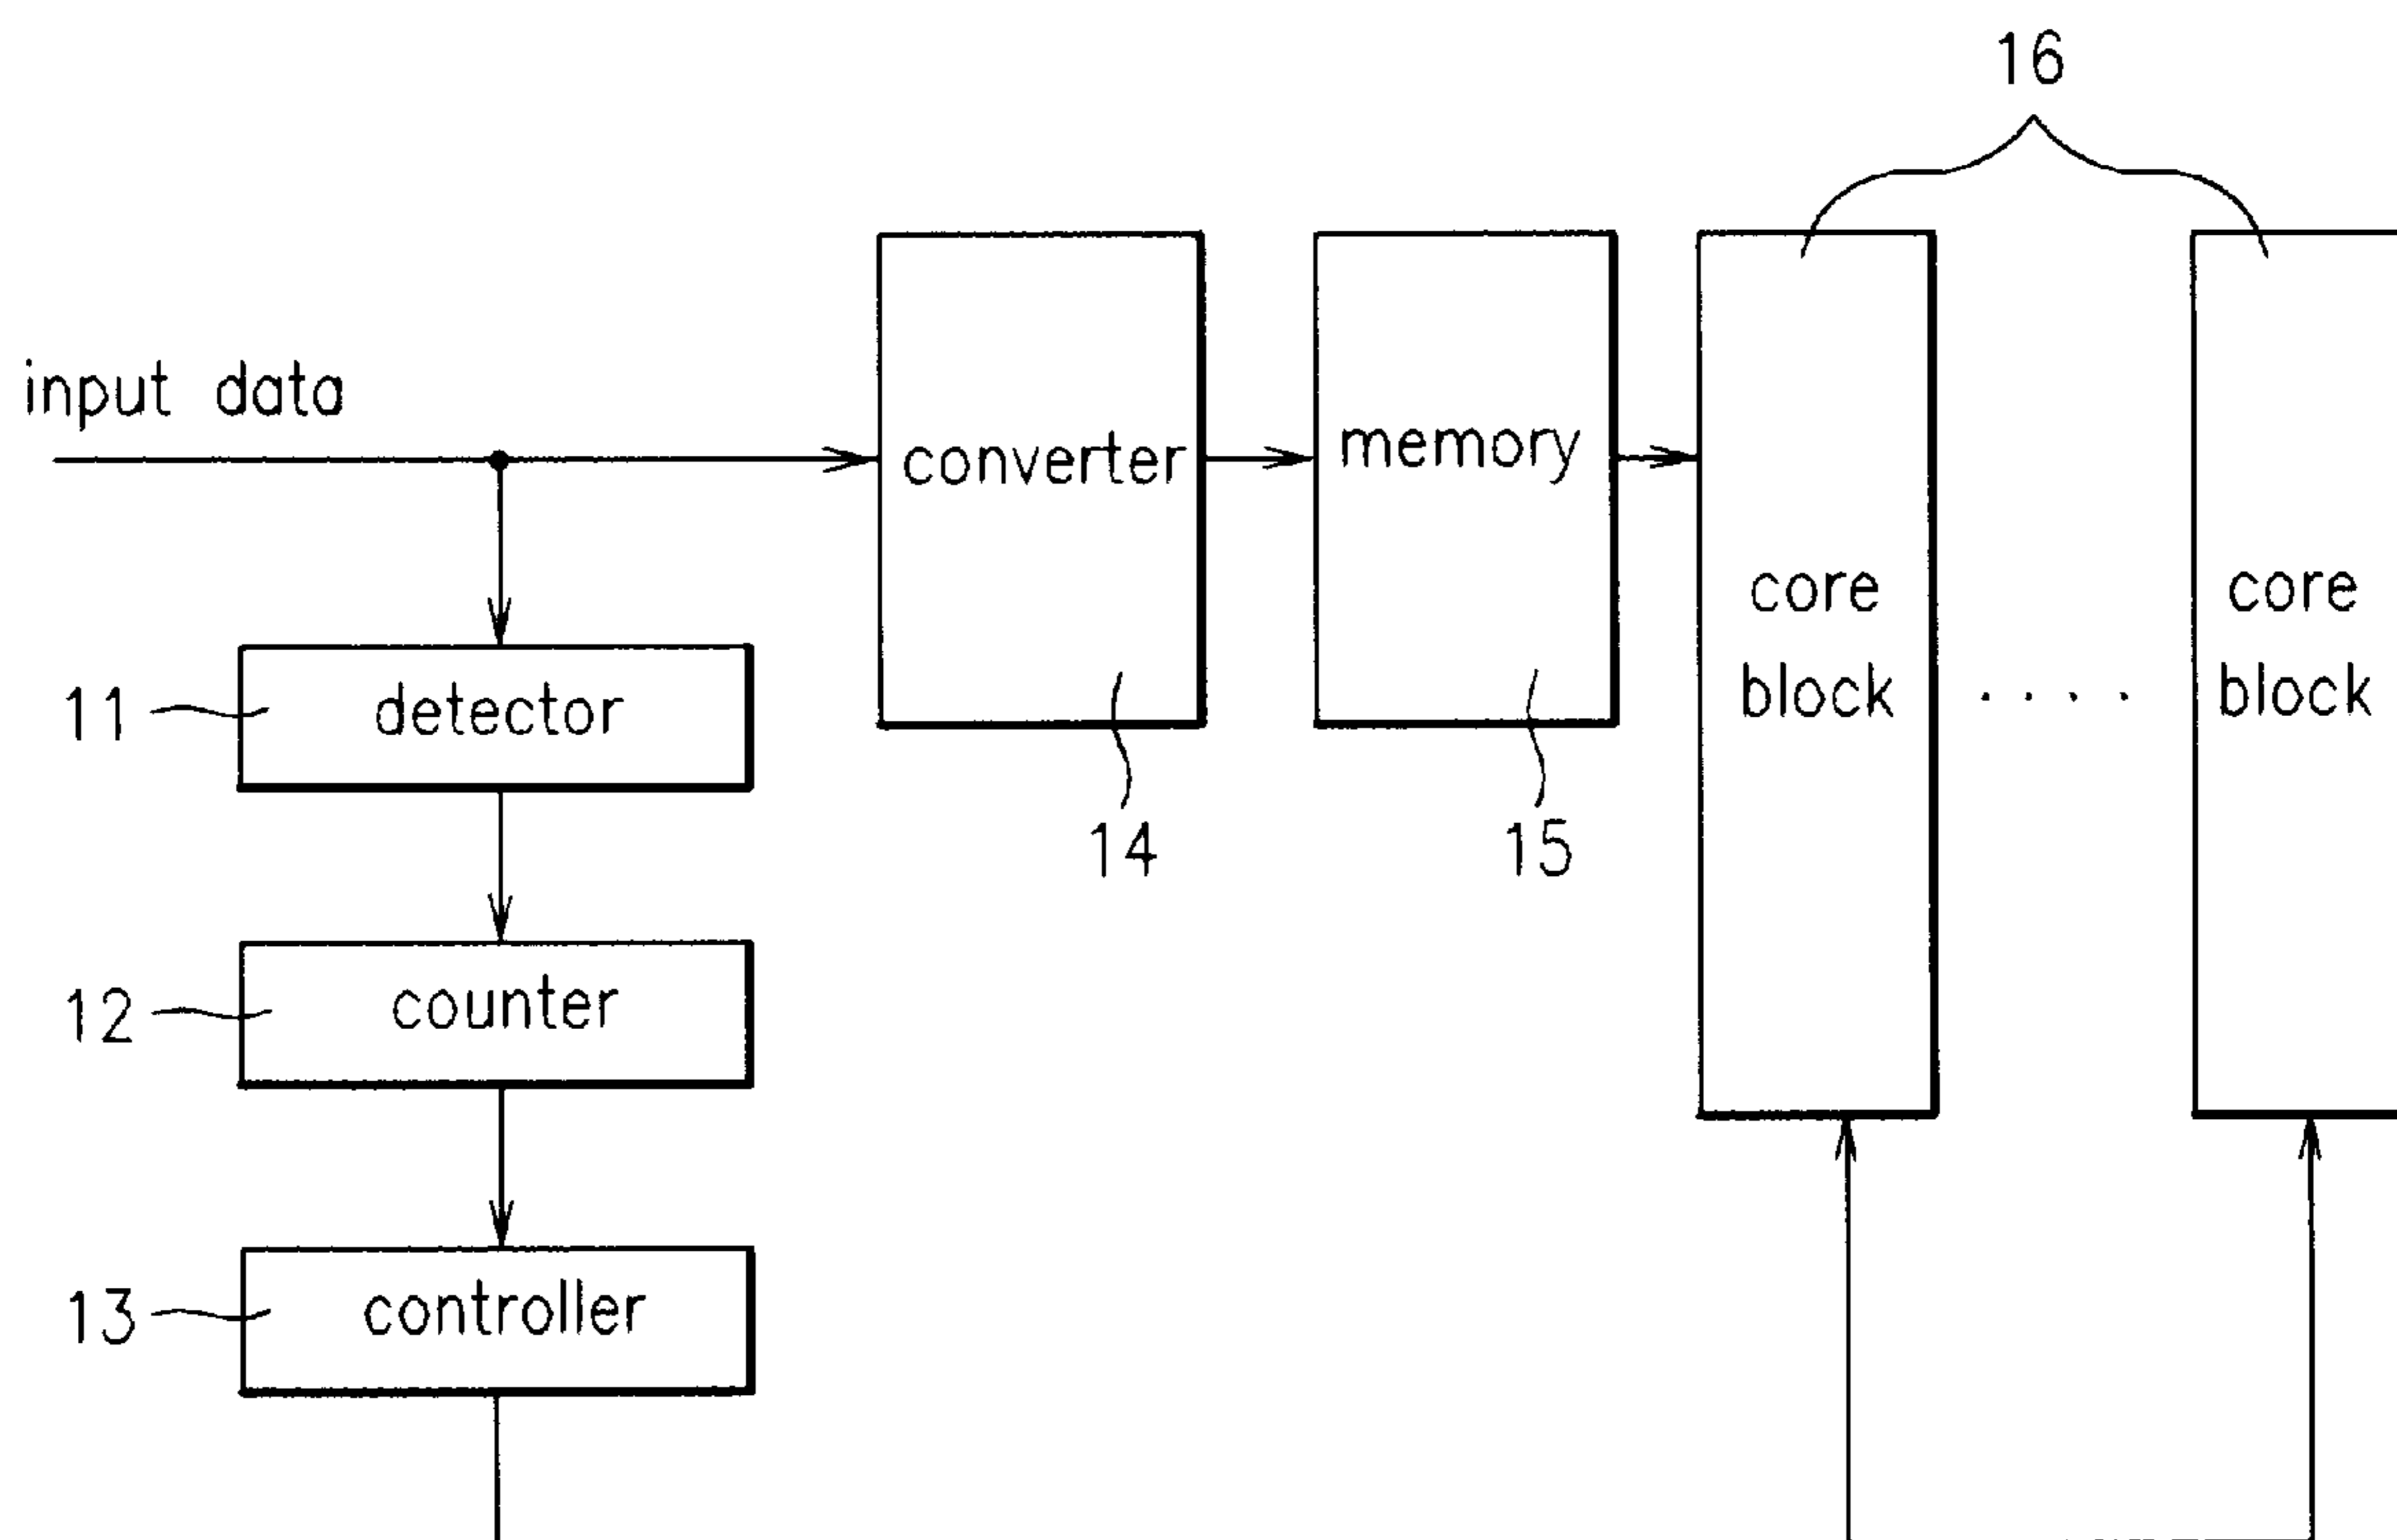 16
input data
converter
memory
core
block
. . . .
core
block
11
detector
14
15
12
counter
13
controller